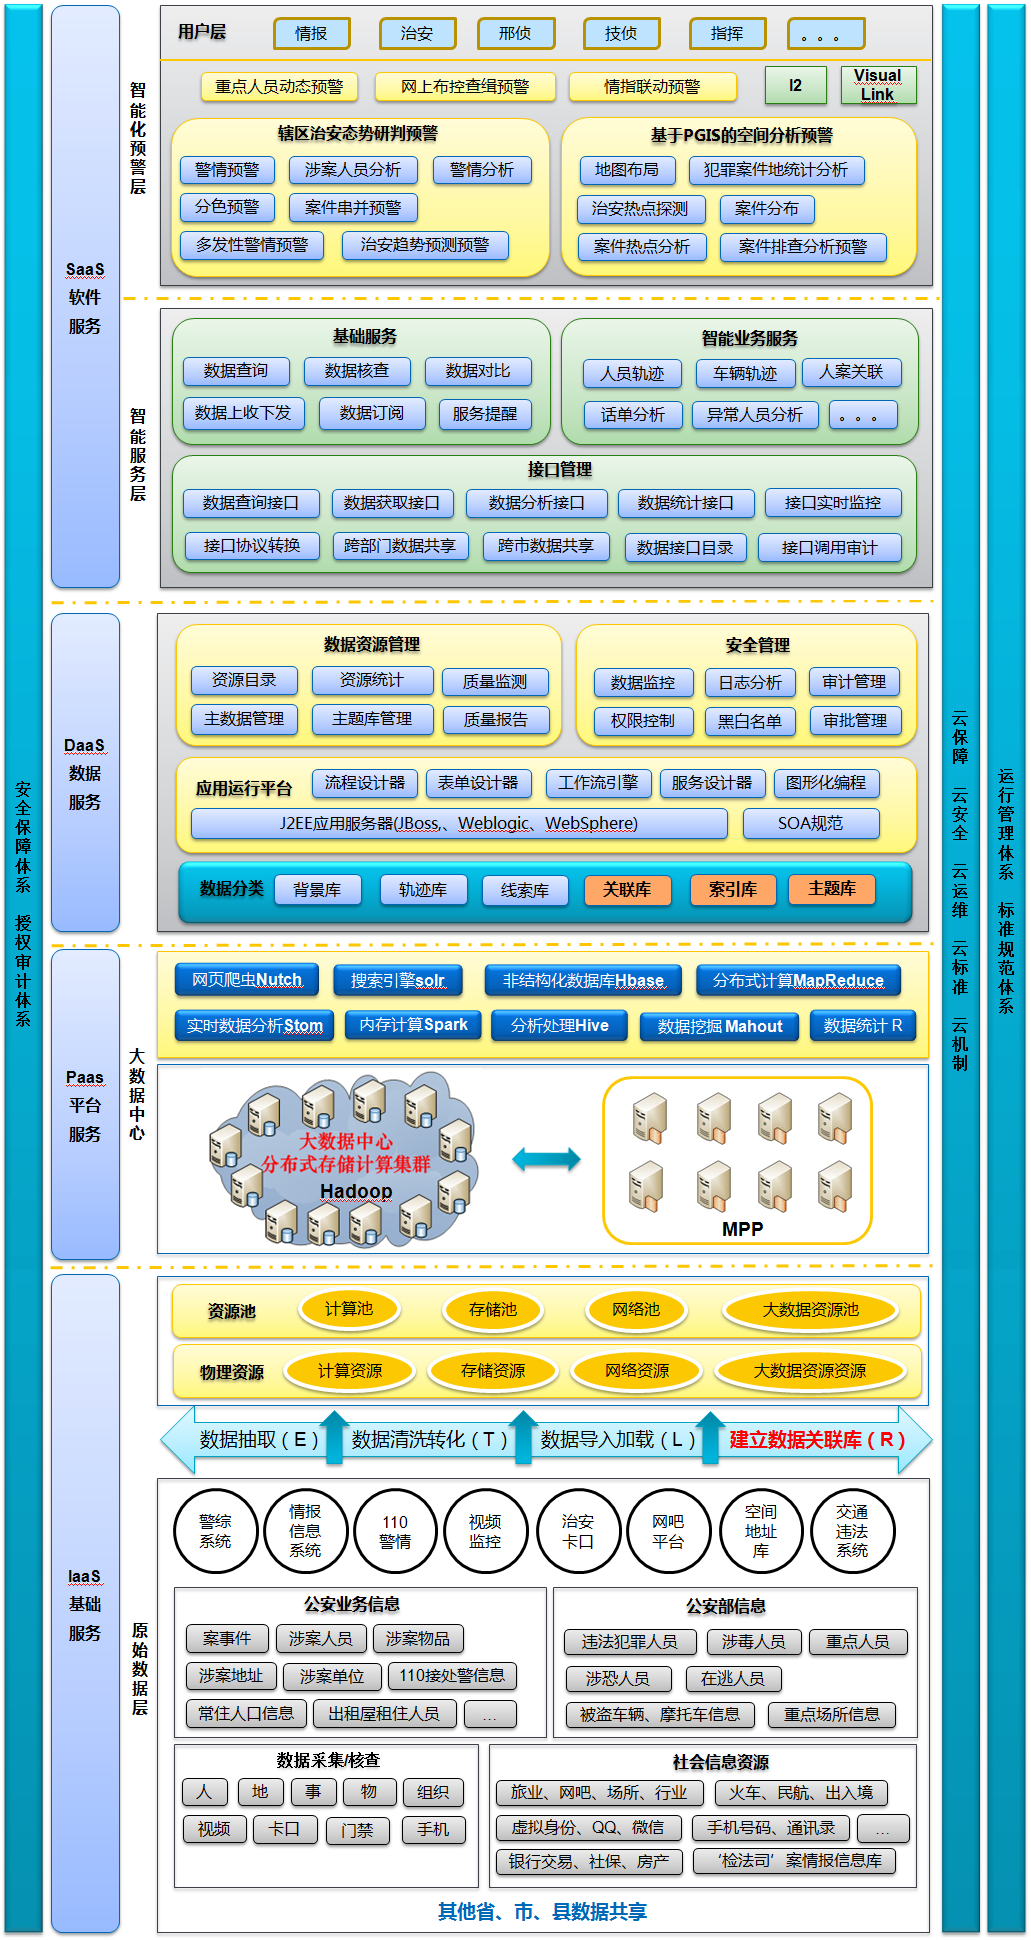 用户层
情报
治安
邢侦
技侦
指挥
。。。
重点人员动态预警
网上布控查缉预警
情指联动预警
I2
Visual
Link
辖区治安态势研判预警
警情预警
涉案人员分析
警情分析
分色预警
案件串并预警
多发性警情预警
治安趋势预测预警
基于PGIS的空间分析预警
地图布局
犯罪案件地统计分析
治安热点探测
案件分布
案件热点分析
案件排查分析预警
智能化预警层
SaaS
软件
服务
智能服务层
基础服务
数据查询
数据核查
数据对比
数据上收下发
数据订阅
服务提醒
智能业务服务
人员轨迹
车辆轨迹
人案关联
话单分析
异常人员分析
。。。
接口管理
数据查询接口
数据获取接口
数据分析接口
数据统计接口
接口实时监控
接口协议转换
跨部门数据共享
跨市数据共享
数据接口目录
接口调用审计
DaaS
数据
服务
数据资源管理
资源目录
资源统计
质量监测
主数据管理
主题库管理
质量报告
安全管理
数据监控
日志分析
审计管理
权限控制
黑白名单
审批管理
应用运行平台
流程设计器
表单设计器
工作流引擎
服务设计器
图形化编程
J2EE应用服务器(JBoss,、Weblogic、WebSphere)
SOA规范
数据分类
背景库
轨迹库
线索库
关联库
索引库
主题库
安全保障体系 授权审计体系
云保障 云安全 云运维 云标准 云机制
运行管理体系 标准规范体系
Paas
平台
服务
大数据中心
网页爬虫Nutch
搜索引擎solr
非结构化数据库Hbase
分布式计算MapReduce
实时数据分析Stom
内存计算Spark
分析处理Hive
数据挖掘 Mahout
数据统计 R
大数据中心
分布式存储计算集群
Hadoop
MPP
IaaS
基础
服务
原始数据层
资源池
计算池
存储池
网络池
大数据资源池
物理资源
计算资源
存储资源
网络资源
大数据资源资源
数据抽取（E）
数据清洗转化（T）
数据导入加载（L）
建立数据关联库（R）
警综
系统
情报
信息
系统
110
警情
视频
监控
治安
卡口
网吧
平台
空间
地址
库
交通
违法
系统
公安业务信息
案事件
涉案人员
涉案物品
涉案地址
涉案单位
110接处警信息
常住人口信息
出租屋租住人员
...
公安部信息
违法犯罪人员
涉毒人员
重点人员
涉恐人员
在逃人员
被盗车辆、摩托车信息
重点场所信息
数据采集/核查
人
地
事
物
组织
视频
卡口
门禁
手机
社会信息资源
旅业、网吧、场所、行业
火车、民航、出入境
虚拟身份、QQ、微信
手机号码、通讯录
...
银行交易、社保、房产
‘检法司’案情报信息库
其他省、市、县数据共享